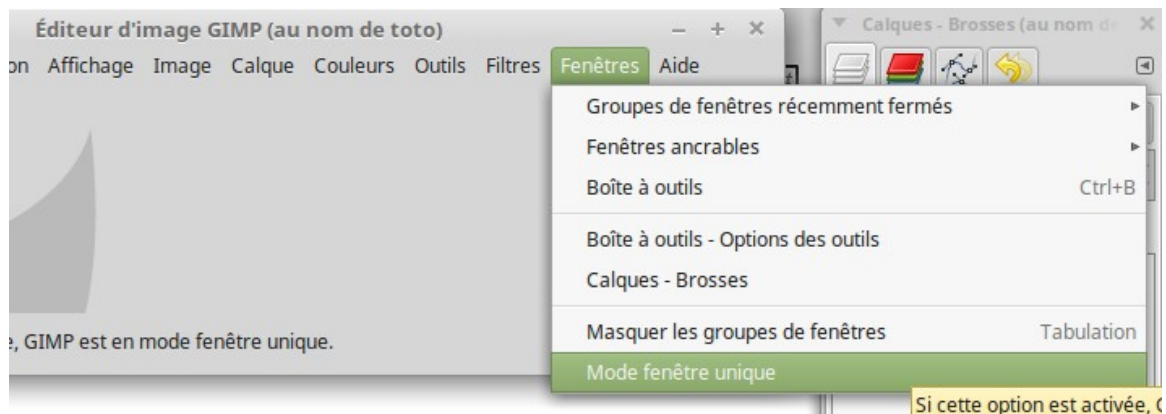 Éditeur d'image GIMP (au nom de toto)
Calques - Brosses (au nom de
on Affichage Image Calque Couleurs Outils Filtres Fenêtres Aide
Groupes de fenêtres récemment fermés
Fenêtres ancrables
Boîte à outils Ctrl+B
Boîte à outils - Options des outils
Calques - Brosses
Masquer les groupes de fenêtres Tabulation
, GIMP est en mode fenêtre unique.
Mode fenêtre unique
Si cette option est activée,